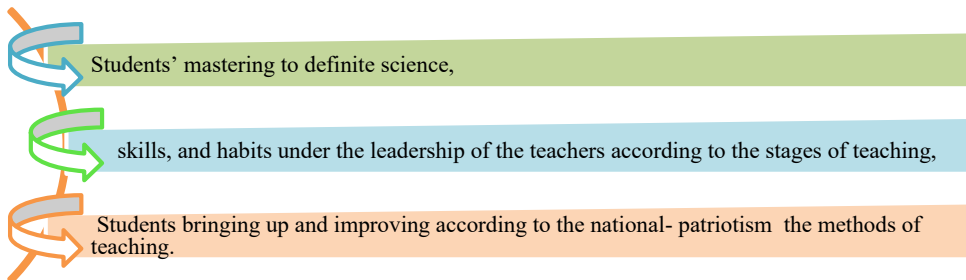 Students’ mastering to definite science,
skills, and habits under the leadership of the teachers according to the stages of teaching,
Students bringing up and improving according to the national- patriotism the methods of
teaching.